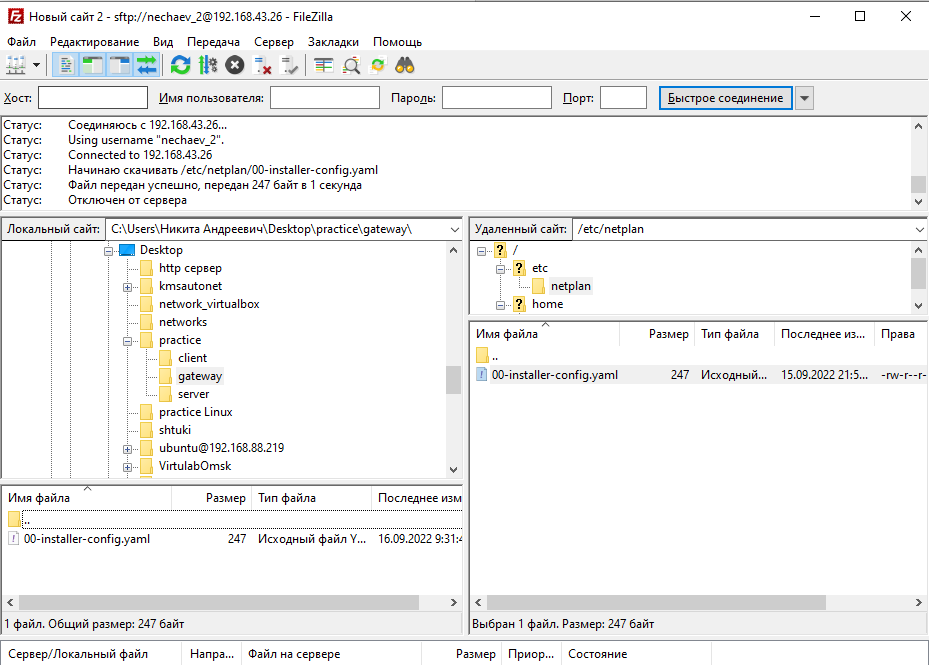 Новый сайт 2 - sftp://nechaev_2@192.168.43.26 - FileZilla
Файл Редактирование Вид Передача Сервер Закладки Помощь
Хост: Имя пользователя: Пароль: Порт: Быстрое соединение
Статус: Соединяюсь с 192.168.43.26...
Статус: Using username "nechaev_2".
Статус: Connected to 192.168.43.26
Статус: Начинаю скачивать /etc/netplan/00-installer-config.yaml
Статус: Файл передан успешно, передан 247 байт в 1 секунда
Статус: Отключен от сервера
Локальный сайт: C:\Users\Никита Андреевич\Desktop\practice\gateway\
Desktop
http сервер
kmsautonet
network_virtualbox
networks
practice
client
gateway
server
practice Linux
shtuki
ubuntu@192.168.88.219
VirtulabOmsk
Имя файла Размер Тип файла Последнее изм
..
00-installer-config.yaml 247 Исходный файл Y... 16.09.2022 9:31:4
1 файл. Общий размер: 247 байт
Удаленный сайт: /etc/netplan
/
etc
netplan
home
Имя файла Размер Тип файла Последнее из... Права
..
00-installer-config.yaml 247 Исходный... 15.09.2022 21:5... -rw-r--r-
Выбран 1 файл. Размер: 247 байт
Сервер/Локальный файл Напра... Файл на сервере Размер Приор... Состояние